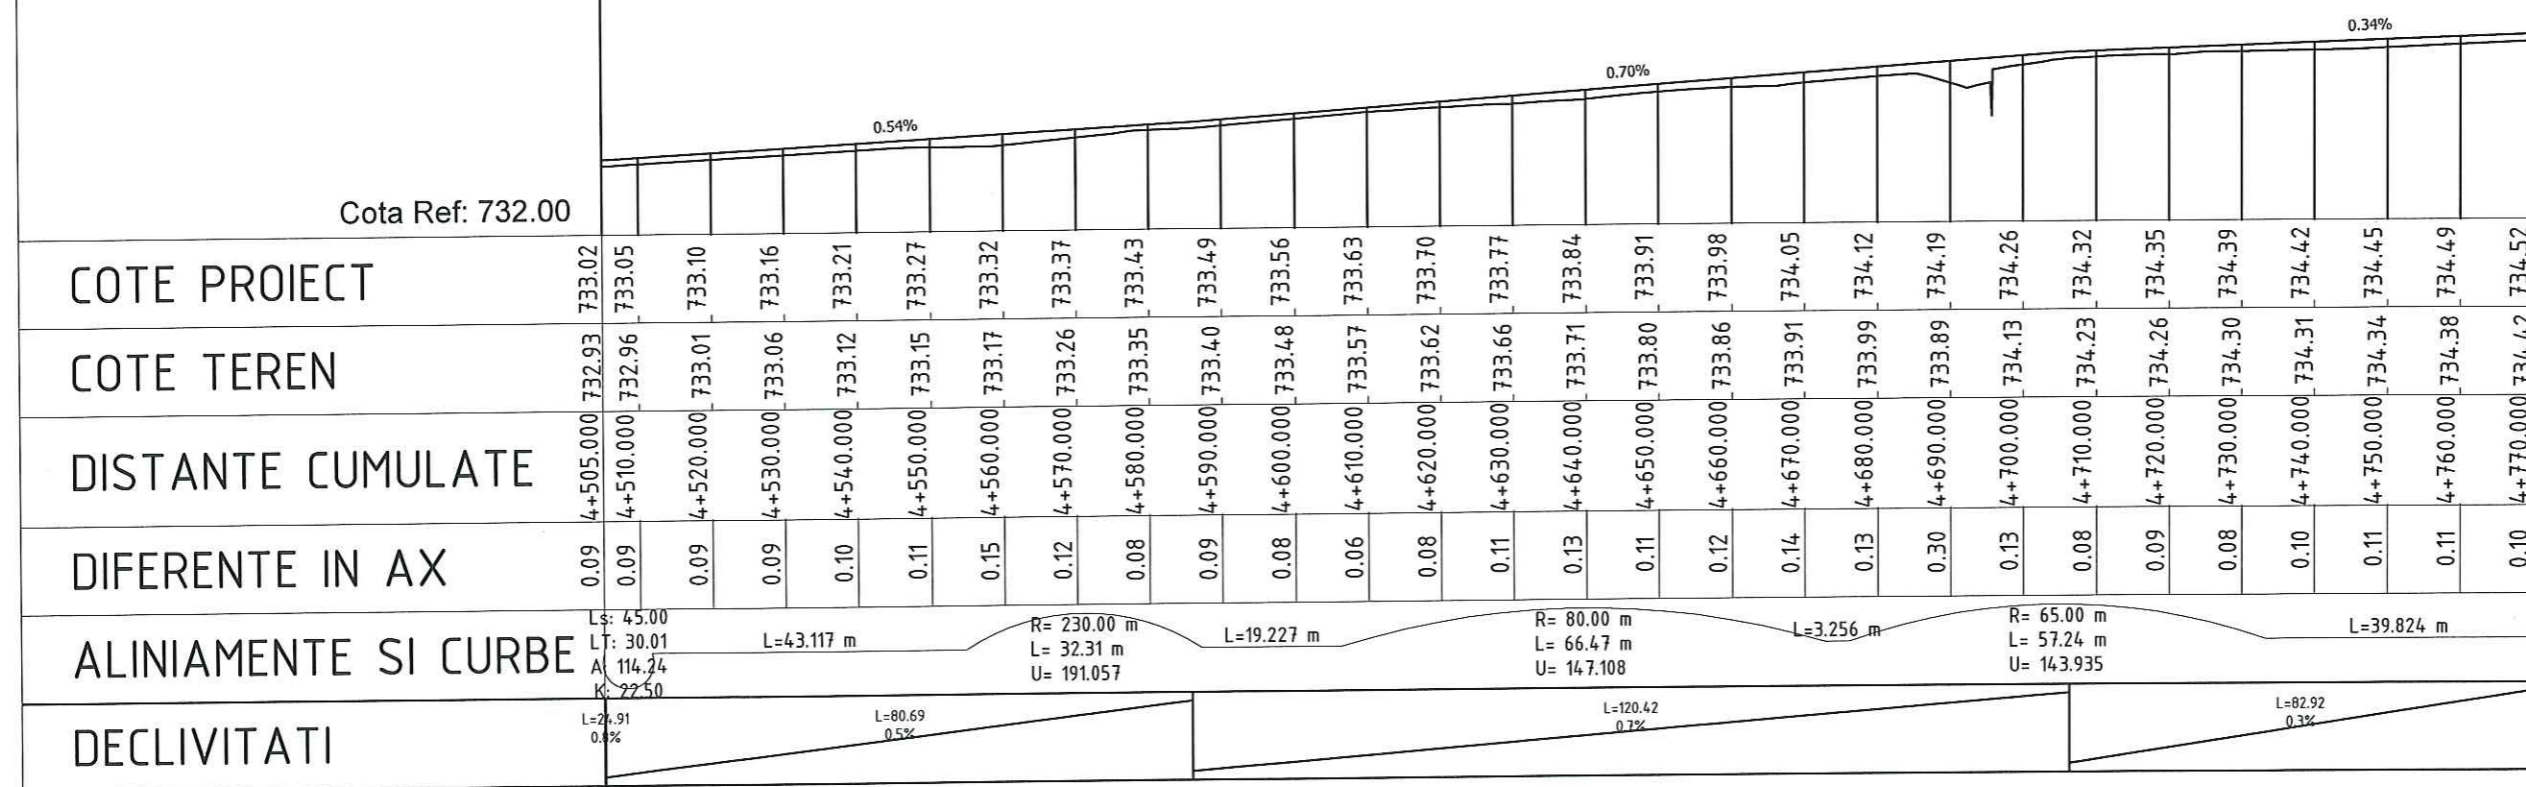 0.54%
0.70%
0.34%
Cota Ref: 732.00
COTE PROIECT 733.02 733.05 733.10 733.16 733.21 733.27 733.32 733.37 733.43 733.49 733.56 733.63 733.70 733.77 733.84 733.91 733.98 734.05 734.12 734.19 734.26 734.32 734.35 734.39 734.42 734.45 734.49 734.52
COTE TEREN 732.93 732.96 733.01 733.06 733.12 733.15 733.17 733.26 733.35 733.40 733.48 733.57 733.62 733.66 733.71 733.80 733.86 733.91 733.99 733.89 734.13 734.23 734.26 734.30 734.31 734.34 734.38 734.42
DISTANTE CUMULATE 4+505.000 4+510.000 4+520.000 4+530.000 4+540.000 4+550.000 4+560.000 4+570.000 4+580.000 4+590.000 4+600.000 4+610.000 4+620.000 4+630.000 4+640.000 4+650.000 4+660.000 4+670.000 4+680.000 4+690.000 4+700.000 4+710.000 4+720.000 4+730.000 4+740.000 4+750.000 4+760.000 4+770.000
DIFERENTE IN AX 0.09 0.09 0.09 0.09 0.10 0.11 0.15 0.12 0.08 0.09 0.08 0.06 0.08 0.11 0.13 0.11 0.12 0.14 0.13 0.30 0.13 0.08 0.09 0.08 0.10 0.11 0.11 0.10
ALINIAMENTE SI CURBE
Ls: 45.00
LT: 30.01
A: 114.24
K: 22.50
L=43.117 m
R= 230.00 m
L= 32.31 m
U= 191.057
L=19.227 m
R= 80.00 m
L= 66.47 m
U= 147.108
L=3.256 m
R= 65.00 m
L= 57.24 m
U= 143.935
L=39.824 m
DECLIVITATI
L=24.91
0.8%
L=80.69
0.5%
L=120.42
0.7%
L=82.92
0.3%